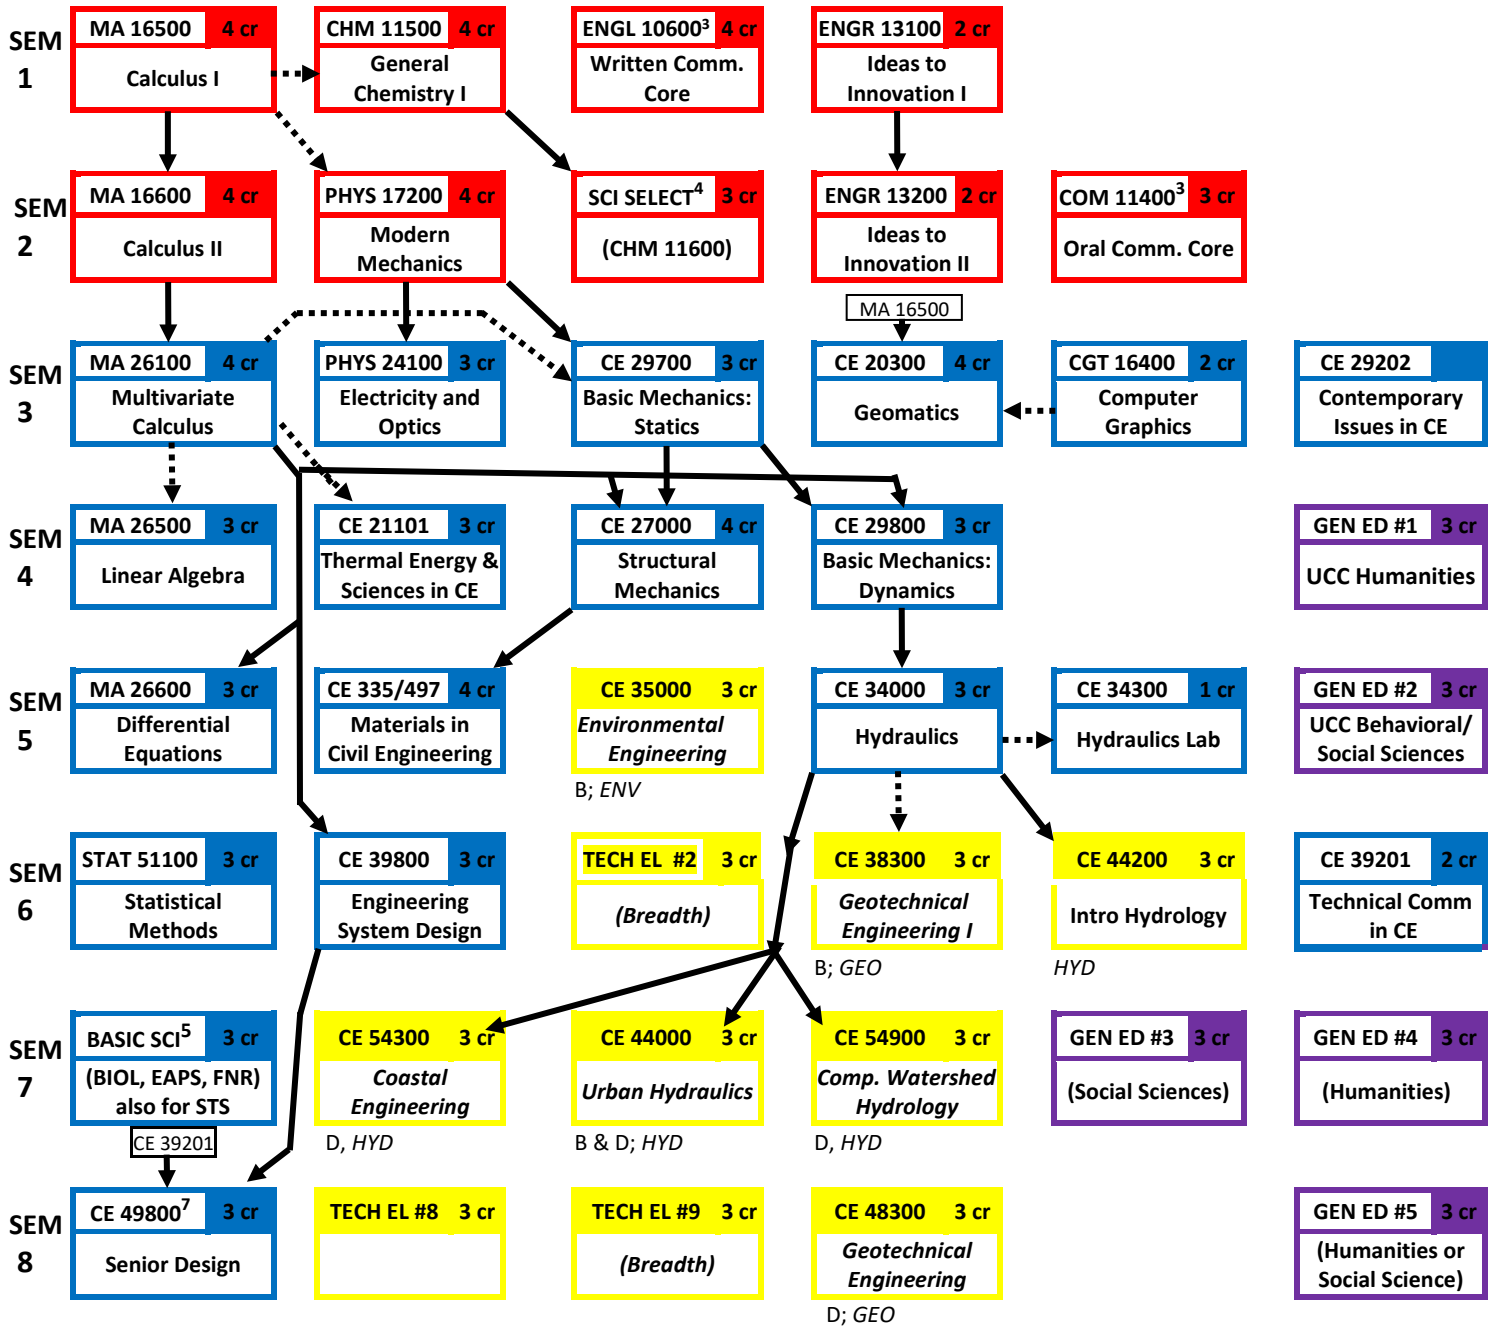 SEM 1
MA 16500 4 cr
Calculus I
CHM 11500 4 cr
General
Chemistry I
ENGL 10600³ 4 cr
Written Comm.
Core
ENGR 13100 2 cr
Ideas to
Innovation I
SEM 2
MA 16600 4 cr
Calculus II
PHYS 17200 4 cr
Modern
Mechanics
SCI SELECT⁴ 3 cr
(CHM 11600)
ENGR 13200 2 cr
Ideas to
Innovation II
COM 11400³ 3 cr
Oral Comm. Core
MA 16500
SEM 3
MA 26100 4 cr
Multivariate
Calculus
PHYS 24100 3 cr
Electricity and
Optics
CE 29700 3 cr
Basic Mechanics:
Statics
CE 20300 4 cr
Geomatics
CGT 16400 2 cr
Computer
Graphics
CE 29202
Contemporary
Issues in CE
SEM 4
MA 26500 3 cr
Linear Algebra
CE 21101 3 cr
Thermal Energy &
Sciences in CE
CE 27000 4 cr
Structural
Mechanics
CE 29800 3 cr
Basic Mechanics:
Dynamics
GEN ED #1 3 cr
UCC Humanities
SEM 5
MA 26600 3 cr
Differential
Equations
CE 335/497 4 cr
Materials in
Civil Engineering
CE 35000 3 cr
Environmental
Engineering
B; ENV
CE 34000 3 cr
Hydraulics
CE 34300 1 cr
Hydraulics Lab
GEN ED #2 3 cr
UCC Behavioral/
Social Sciences
SEM 6
STAT 51100 3 cr
Statistical
Methods
CE 39800 3 cr
Engineering
System Design
TECH EL #2 3 cr
(Breadth)
CE 38300 3 cr
Geotechnical
Engineering I
B; GEO
CE 44200 3 cr
Intro Hydrology
HYD
CE 39201 2 cr
Technical Comm
in CE
SEM 7
BASIC SCI⁵ 3 cr
(BIOL, EAPS, FNR)
also for STS
CE 54300 3 cr
Coastal
Engineering
D, HYD
CE 44000 3 cr
Urban Hydraulics
B & D; HYD
CE 54900 3 cr
Comp. Watershed
Hydrology
D, HYD
GEN ED #3 3 cr
(Social Sciences)
GEN ED #4 3 cr
(Humanities)
CE 39201
SEM 8
CE 49800⁷ 3 cr
Senior Design
TECH EL #8 3 cr
TECH EL #9 3 cr
(Breadth)
CE 48300 3 cr
Geotechnical
Engineering
D; GEO
GEN ED #5 3 cr
(Humanities or
Social Science)